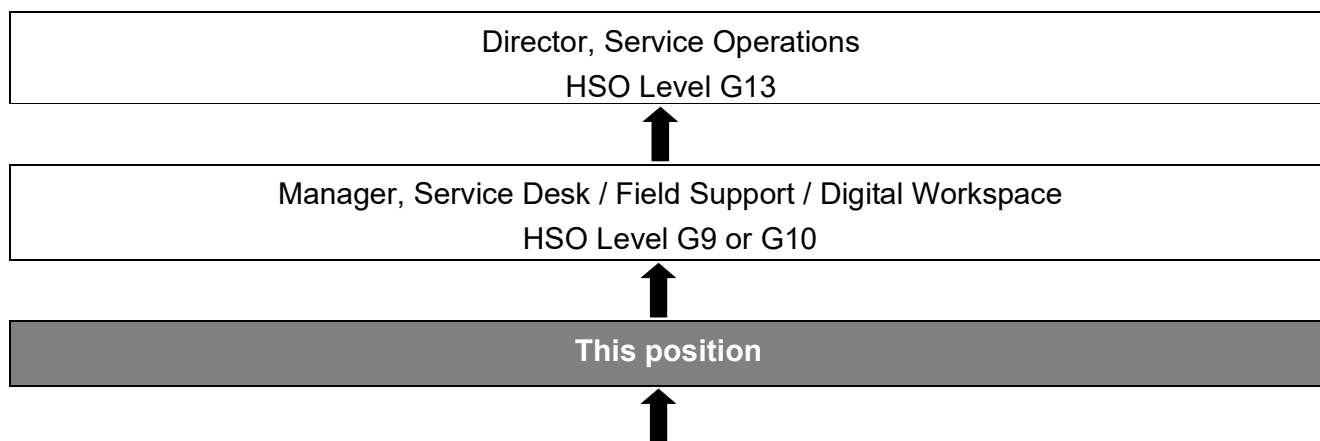 Director, Service Operations
HSO Level G13
Manager, Service Desk / Field Support / Digital Workspace
HSO Level G9 or G10
This position